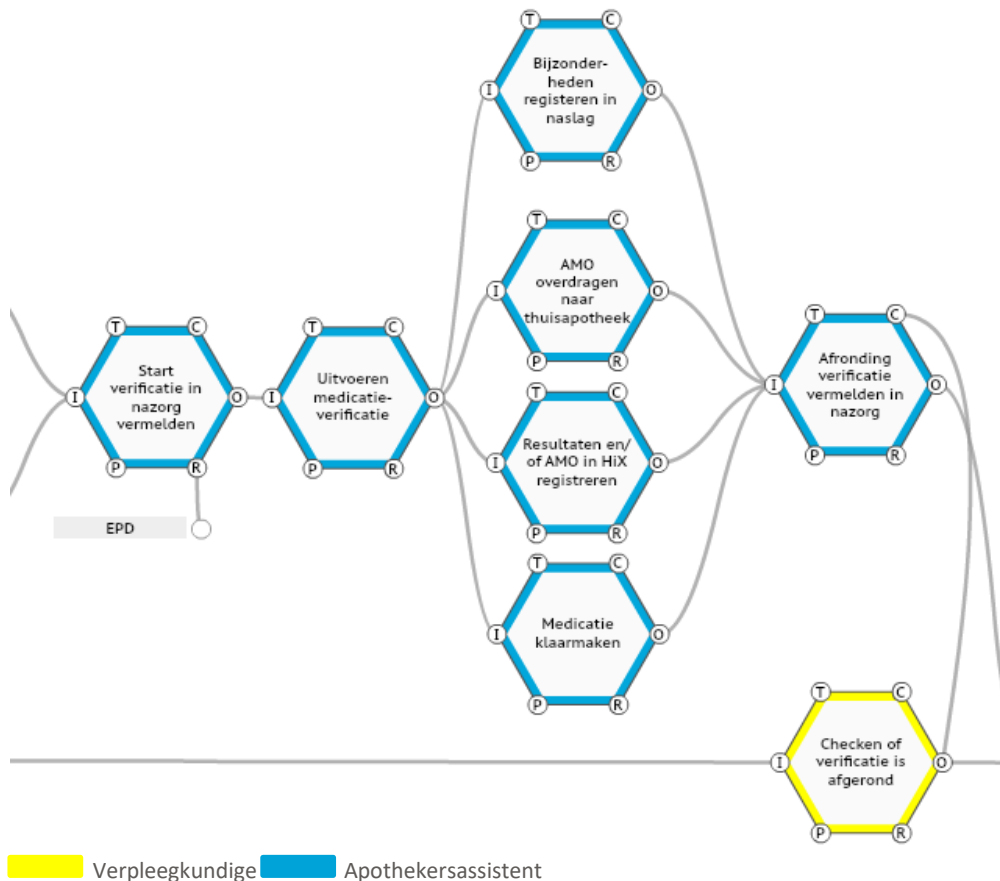 T C
Bijzonder-
heden
registeren in
naslag
I O
P R
T C
AMO
overdragen
naar
thuisapotheek
I O
P R
T C
Start
verificatie in
nazorg
vermelden
I O
P R
EPD
T C
Uitvoeren
medicatie-
verificatie
I O
P R
T C
Resultaten en/
of AMO in HiX
registreren
I O
P R
T C
Medicatie
klaarmaken
I O
P R
T C
Afronding
verificatie
vermelden in
nazorg
I O
P R
T C
Checken of
verificatie is
afgerond
I O
P R
Verpleegkundige Apothekersassistent